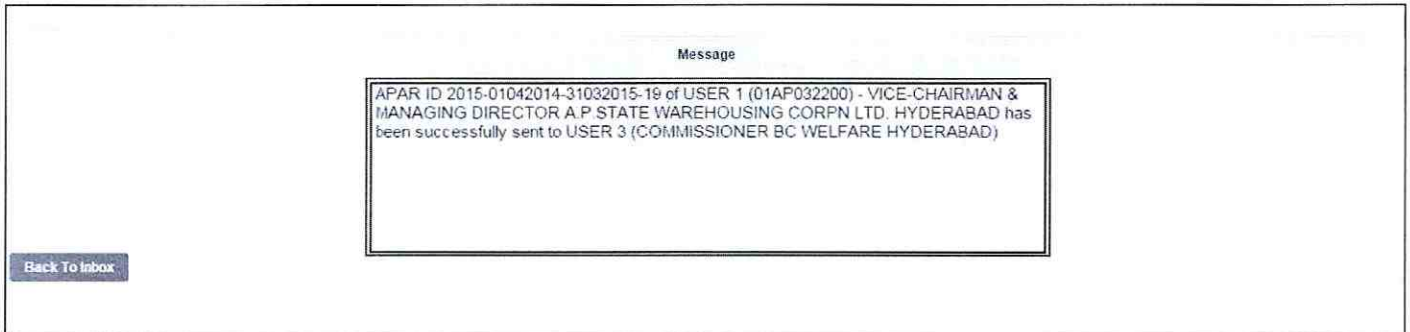 Message
APAR ID 2015-01042014-31032015-19 of USER 1 (01AP032200) - VICE-CHAIRMAN &
MANAGING DIRECTOR A.P.STATE WAREHOUSING CORPN LTD. HYDERABAD has
been successfully sent to USER 3 (COMMISSIONER BC WELFARE HYDERABAD)
Back To Inbox